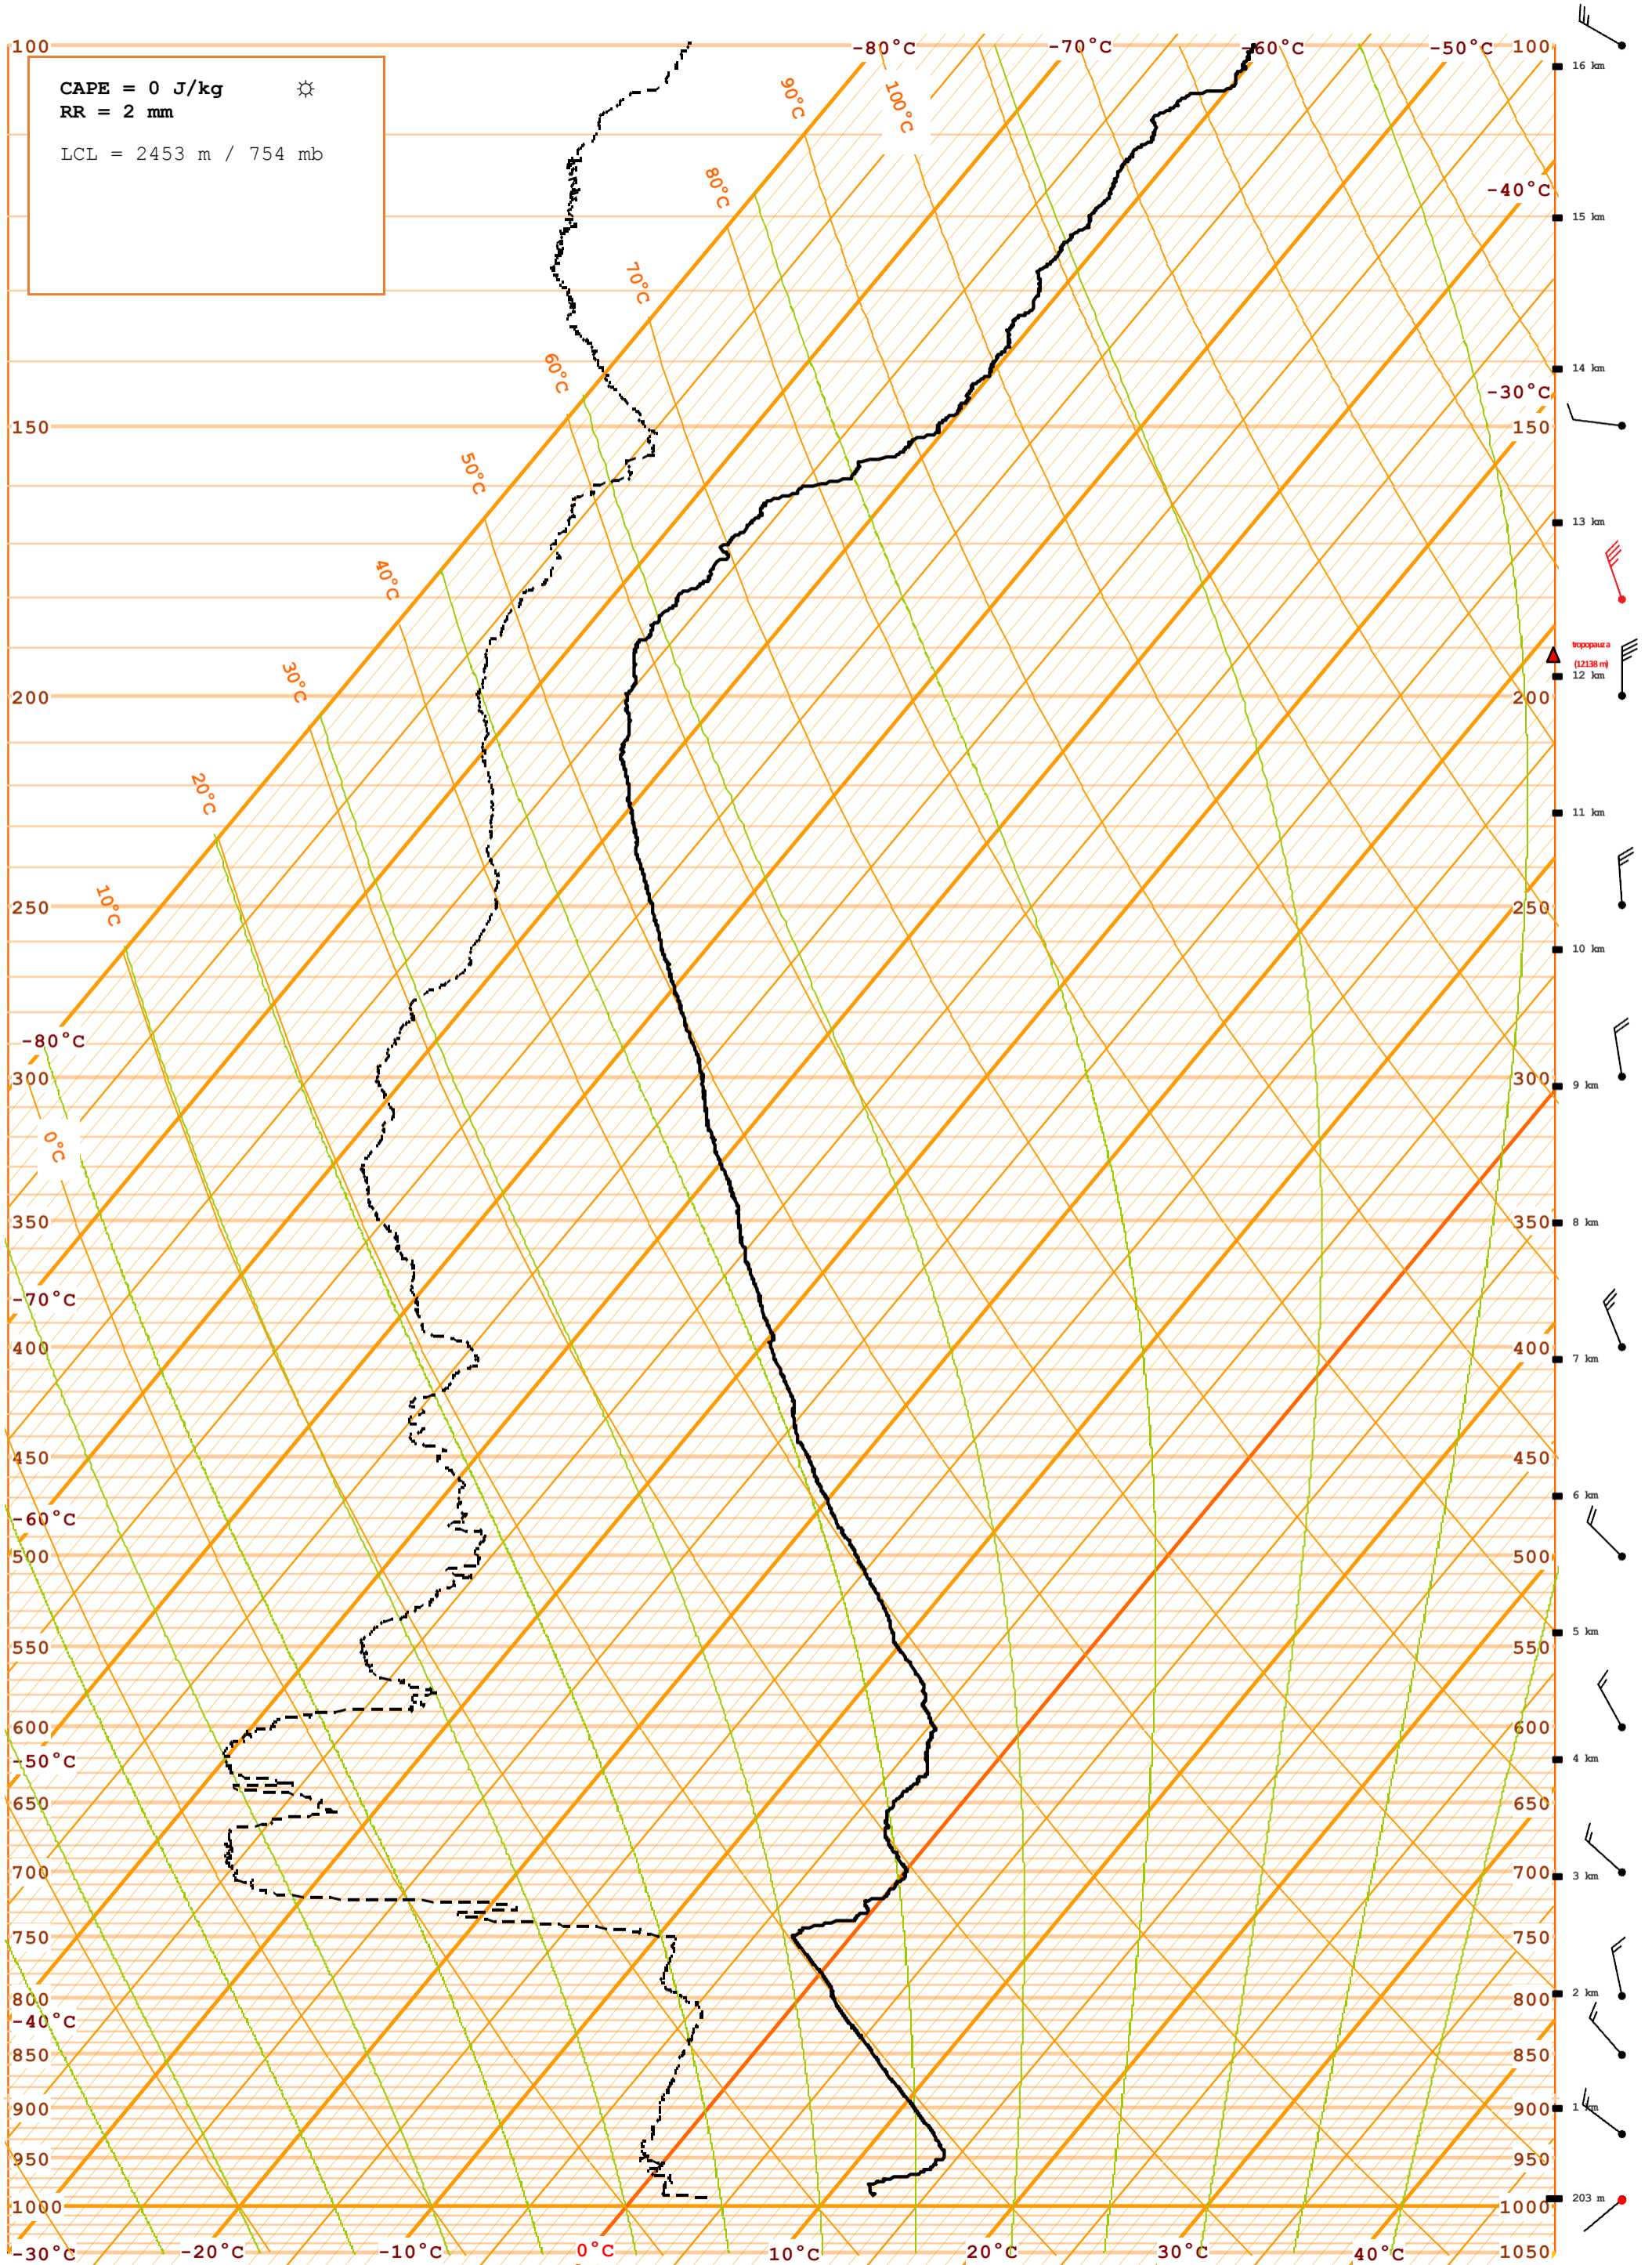 100 -80°C -70°C -60°C -50°C 100
16 km
CAPE = 0 J/kg ☼
RR = 2 mm
LCL = 2453 m / 754 mb
90°C 100°C
80°C
-40°C
15 km
70°C
60°C
14 km
-30°C
150 150
50°C
13 km
40°C
tropopauza
(12138 m)
30°C
12 km
200 200
20°C
11 km
10°C
250 250
10 km
-80°C
300 300
9 km
0°C
350 350
8 km
-70°C
400 400
7 km
450 450
6 km
-60°C
500 500
5 km
550 550
600 600
-50°C
4 km
650 650
700 700
3 km
750 750
2 km
800 800
-40°C
850 850
900 900
1 km
950 950
203 m
1000 1000
-30°C -20°C -10°C 0°C 10°C 20°C 30°C 40°C 1050